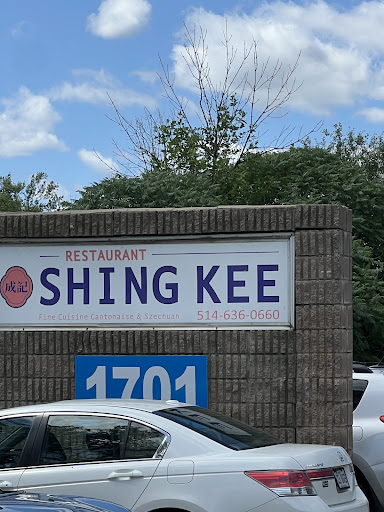 RESTAURANT
成記 SHING KEE
Fine Cuisine Cantonaise & Szechuan 514-636-0660
1701